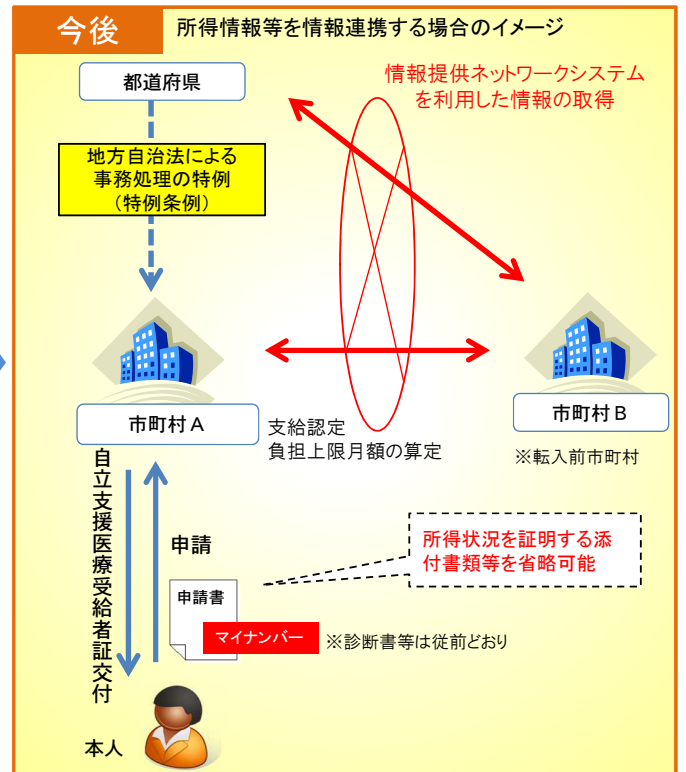 今後
所得情報等を情報連携する場合のイメージ
都道府県
情報提供ネットワークシステム
を利用した情報の取得
地方自治法による
事務処理の特例
(特例条例)
市町村A
市町村B
支給認定
負担上限月額の算定
※転入前市町村
自立支援医療受給者証交付
申請
所得状況を証明する添
付書類等を省略可能
申請書
マイナンバー
※診断書等は従前どおり
本人